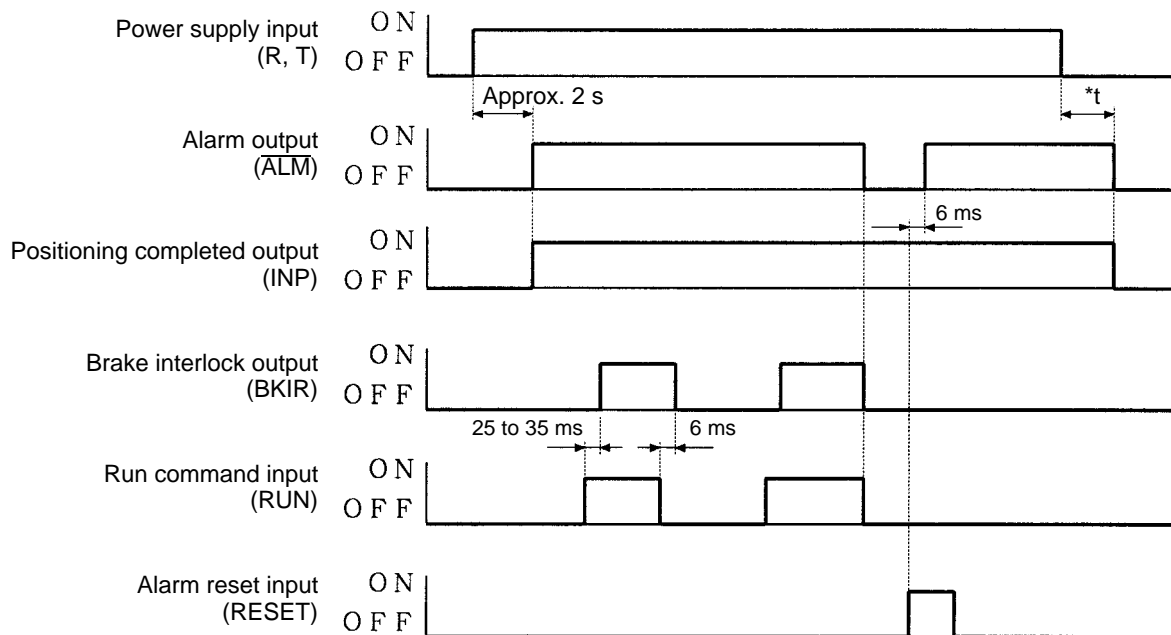 Power supply input
(R, T)
ON
OFF
Approx. 2 s
*t
Alarm output
(ALM)
ON
OFF
6 ms
Positioning completed output
(INP)
ON
OFF
Brake interlock output
(BKIR)
ON
OFF
25 to 35 ms
6 ms
Run command input
(RUN)
ON
OFF
Alarm reset input
(RESET)
ON
OFF